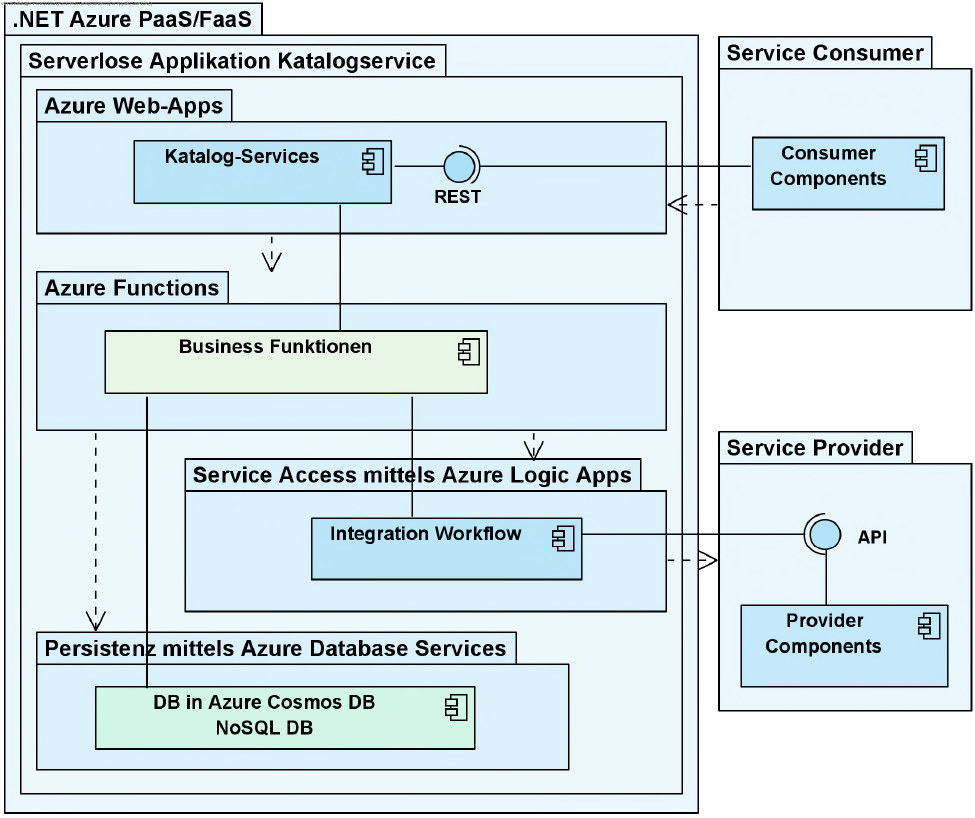 .NET Azure PaaS/FaaS
Serverlose Applikation Katalogservice
Azure Web-Apps
Katalog-Services
REST
Service Consumer
Consumer
Components
Azure Functions
Business Funktionen
Service Access mittels Azure Logic Apps
Integration Workflow
Service Provider
API
Provider
Components
Persistenz mittels Azure Database Services
DB in Azure Cosmos DB
NoSQL DB